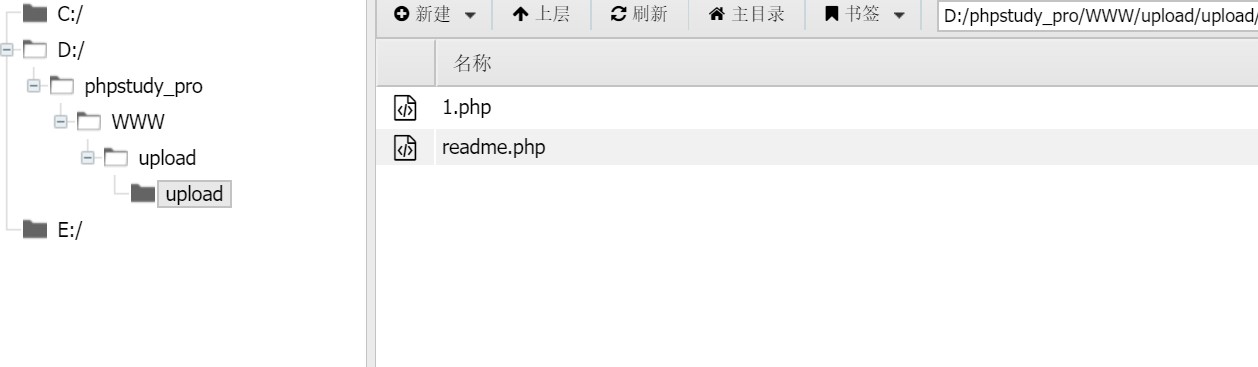 C:/
D:/
phpstudy_pro
WWW
upload
upload
E:/
新建 上层 刷新 主目录 书签 D:/phpstudy_pro/WWW/upload/upload/
名称
1.php
readme.php